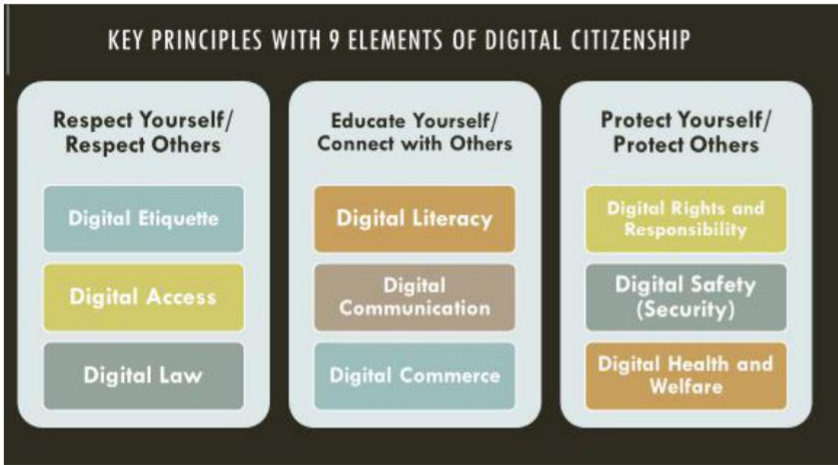 KEY PRINCIPLES WITH 9 ELEMENTS OF DIGITAL CITIZENSHIP
Respect Yourself/
Respect Others
Digital Etiquette
Digital Access
Digital Law
Educate Yourself/
Connect with Others
Digital Literacy
Digital
Communication
Digital Commerce
Protect Yourself/
Protect Others
Digital Rights and
Responsibility
Digital Safety
(Security)
Digital Health and
Welfare